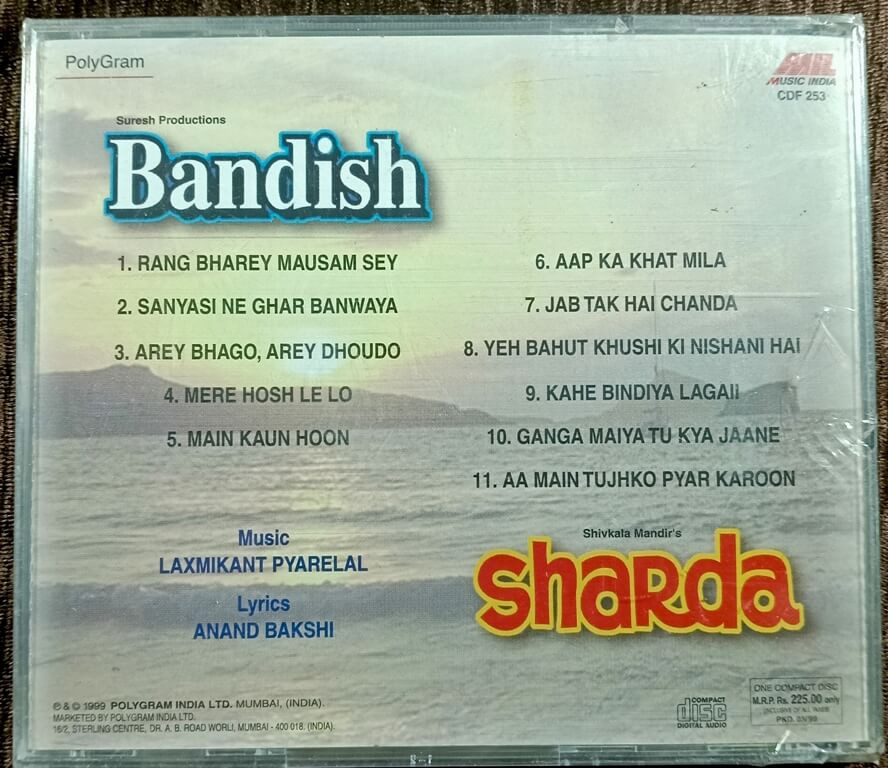 PolyGram
MIL
MUSIC INDIA
CDF 253
Suresh Productions
Bandish
1. RANG BHAREY MAUSAM SEY
2. SANYASI NE GHAR BANWAYA
3. AREY BHAGO, AREY DHOUDO
4. MERE HOSH LE LO
5. MAIN KAUN HOON
6. AAP KA KHAT MILA
7. JAB TAK HAI CHANDA
8. YEH BAHUT KHUSHI KI NISHANI HAI
9. KAHE BINDIYA LAGAII
10. GANGA MAIYA TU KYA JAANE
11. AA MAIN TUJHKO PYAR KAROON
Music
LAXMIKANT PYARELAL
Lyrics
ANAND BAKSHI
Shivkala Mandir's
sharda
℗ & © 1999 POLYGRAM INDIA LTD. MUMBAI, (INDIA).
MARKETED BY POLYGRAM INDIA LTD.
16/2, STERLING CENTRE, DR. A. B. ROAD WORLI, MUMBAI - 400 018. (INDIA).
COMPACT
disc
DIGITAL AUDIO
ONE COMPACT DISC
M.R.P. Rs. 225.00 only
PKD.